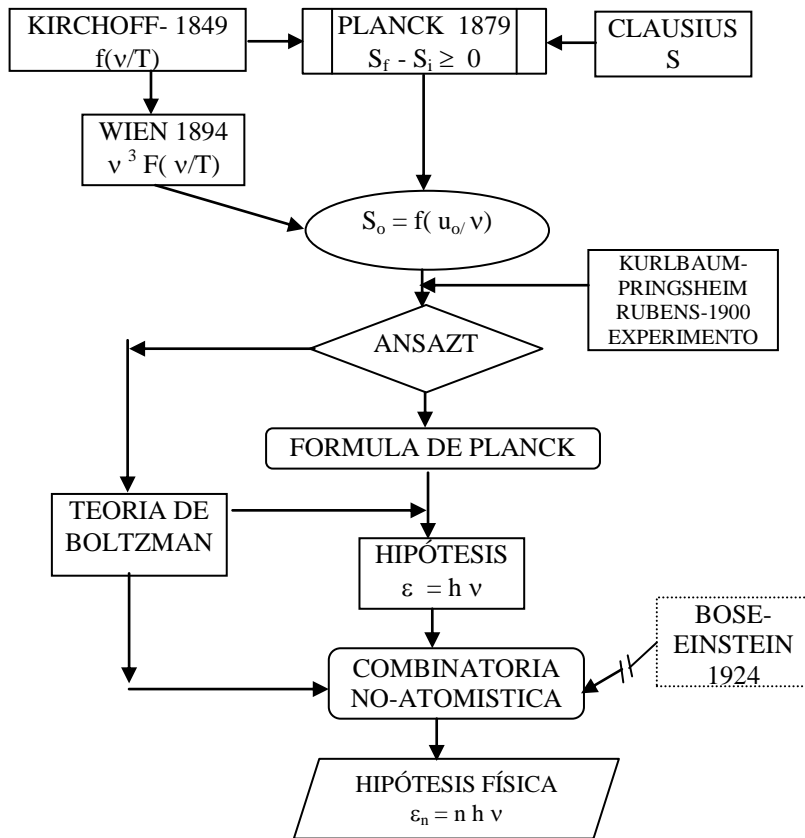 KIRCHOFF- 1849
f(ν/T)
PLANCK 1879
S_f - S_i ≥ 0
CLAUSIUS
S
WIEN 1894
ν ³ F( ν/T)
S_o = f( u_o/ ν)
KURLBAUM-
PRINGSHEIM
RUBENS-1900
EXPERIMENTO
ANSAZT
FORMULA DE PLANCK
TEORIA DE
BOLTZMAN
HIPÓTESIS
ε = h ν
BOSE-
EINSTEIN
1924
COMBINATORIA
NO-ATOMISTICA
HIPÓTESIS FÍSICA
ε_n = n h ν